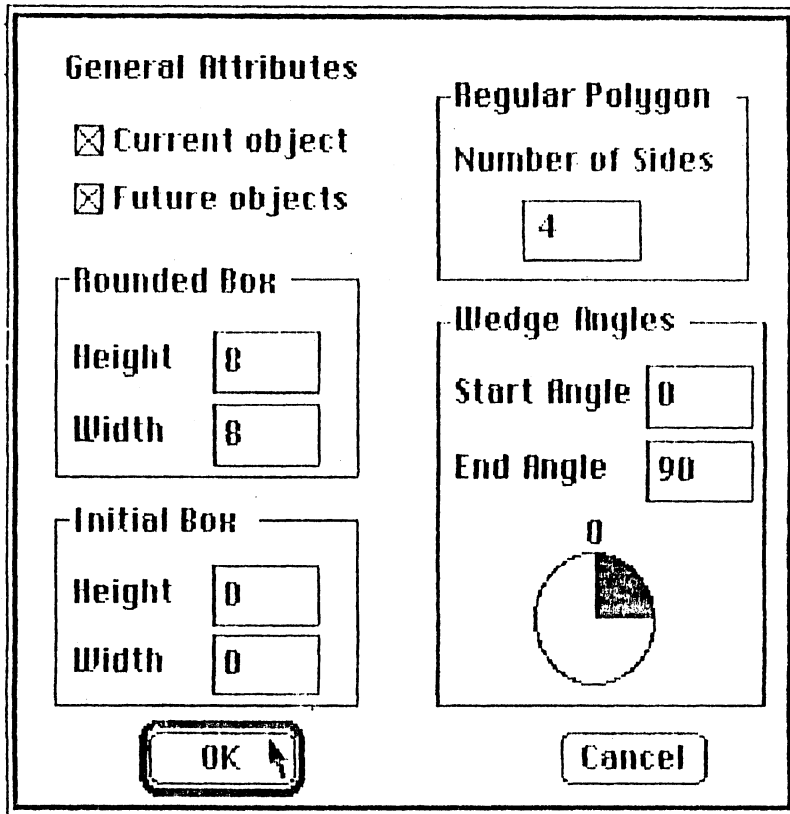 General Attributes
Current object
Future objects
Rounded Box
Height 8
Width 8
Initial Box
Height 0
Width 0
Regular Polygon
Number of Sides
4
Wedge Angles
Start Angle 0
End Angle 90
0
OK
Cancel